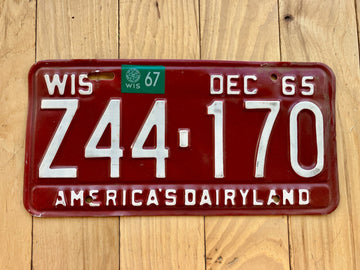 WIS WIS 67 DEC 65
Z44-170
AMERICA'S DAIRYLAND